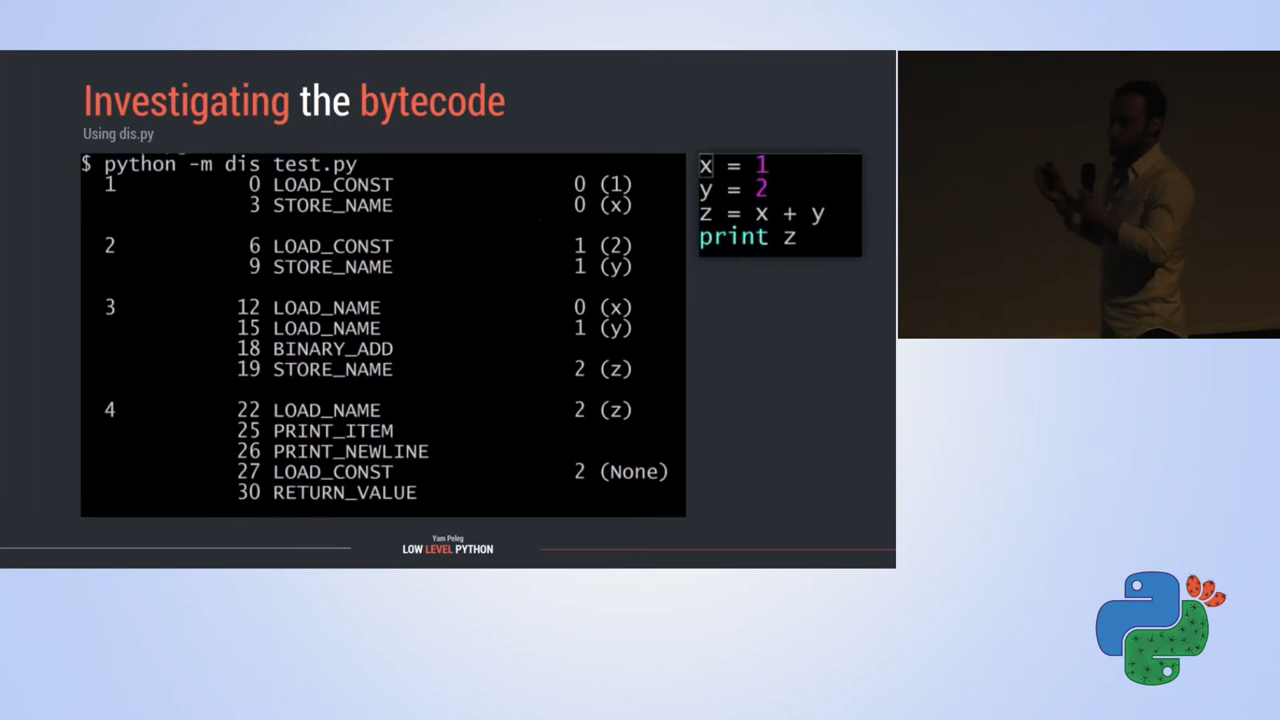 Investigating the bytecode
Using dis.py
$ python -m dis test.py
1 0 LOAD_CONST 0 (1)
3 STORE_NAME 0 (x)
2 6 LOAD_CONST 1 (2)
9 STORE_NAME 1 (y)
3 12 LOAD_NAME 0 (x)
15 LOAD_NAME 1 (y)
18 BINARY_ADD
19 STORE_NAME 2 (z)
4 22 LOAD_NAME 2 (z)
25 PRINT_ITEM
26 PRINT_NEWLINE
27 LOAD_CONST 2 (None)
30 RETURN_VALUE
x = 1
y = 2
z = x + y
print z
Yam Peleg
LOW LEVEL PYTHON